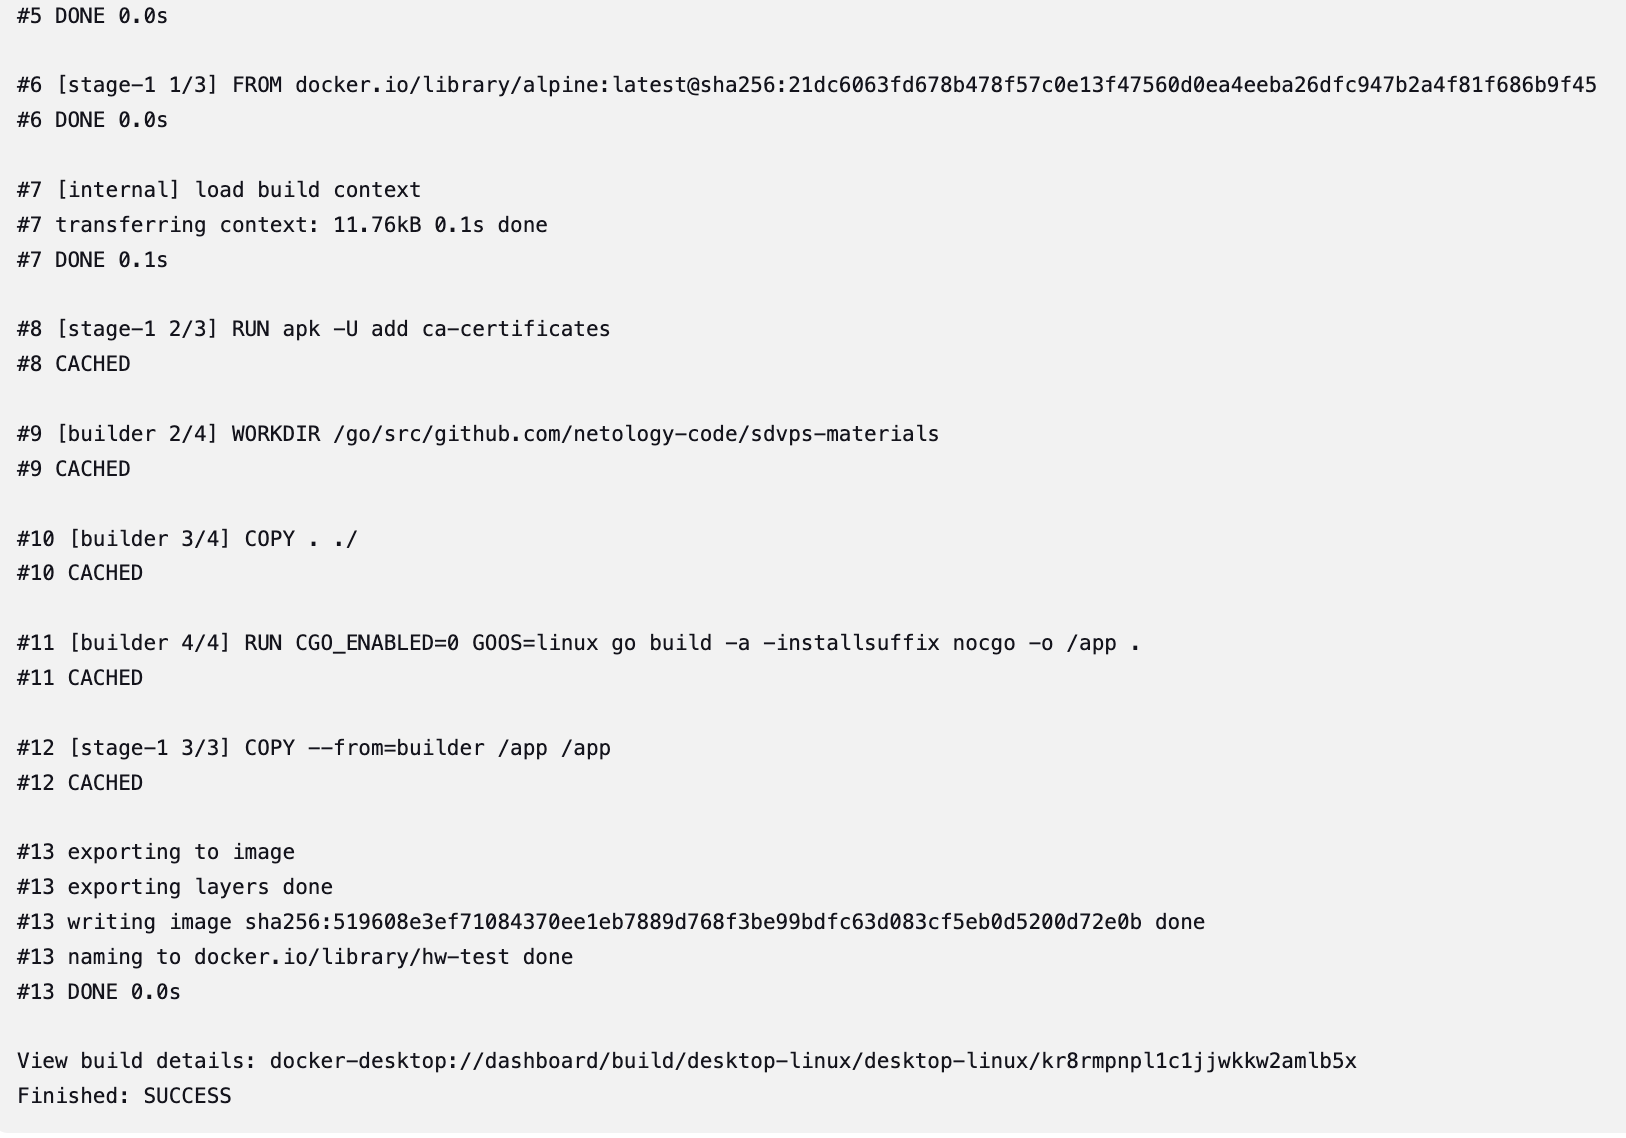 #5 DONE 0.0s
#6 [stage-1 1/3] FROM docker.io/library/alpine:latest@sha256:21dc6063fd678b478f57c0e13f47560d0ea4eeba26dfc947b2a4f81f686b9f45
#6 DONE 0.0s
#7 [internal] load build context
#7 transferring context: 11.76kB 0.1s done
#7 DONE 0.1s
#8 [stage-1 2/3] RUN apk -U add ca-certificates
#8 CACHED
#9 [builder 2/4] WORKDIR /go/src/github.com/netology-code/sdvps-materials
#9 CACHED
#10 [builder 3/4] COPY . ./
#10 CACHED
#11 [builder 4/4] RUN CGO_ENABLED=0 GOOS=linux go build -a -installsuffix nocgo -o /app .
#11 CACHED
#12 [stage-1 3/3] COPY --from=builder /app /app
#12 CACHED
#13 exporting to image
#13 exporting layers done
#13 writing image sha256:519608e3ef71084370ee1eb7889d768f3be99bdfc63d083cf5eb0d5200d72e0b done
#13 naming to docker.io/library/hw-test done
#13 DONE 0.0s
View build details: docker-desktop://dashboard/build/desktop-linux/desktop-linux/kr8rmpnpl1c1jjwkkw2amlb5x
Finished: SUCCESS